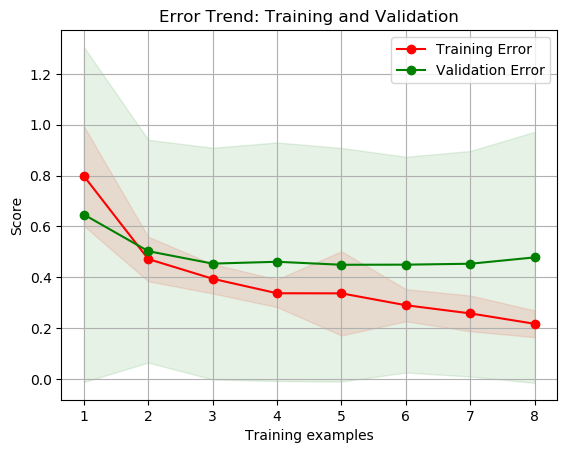 Error Trend: Training and Validation
Training Error
Validation Error
Score
1.2
1.0
0.8
0.6
0.4
0.2
0.0
1 2 3 4 5 6 7 8
Training examples